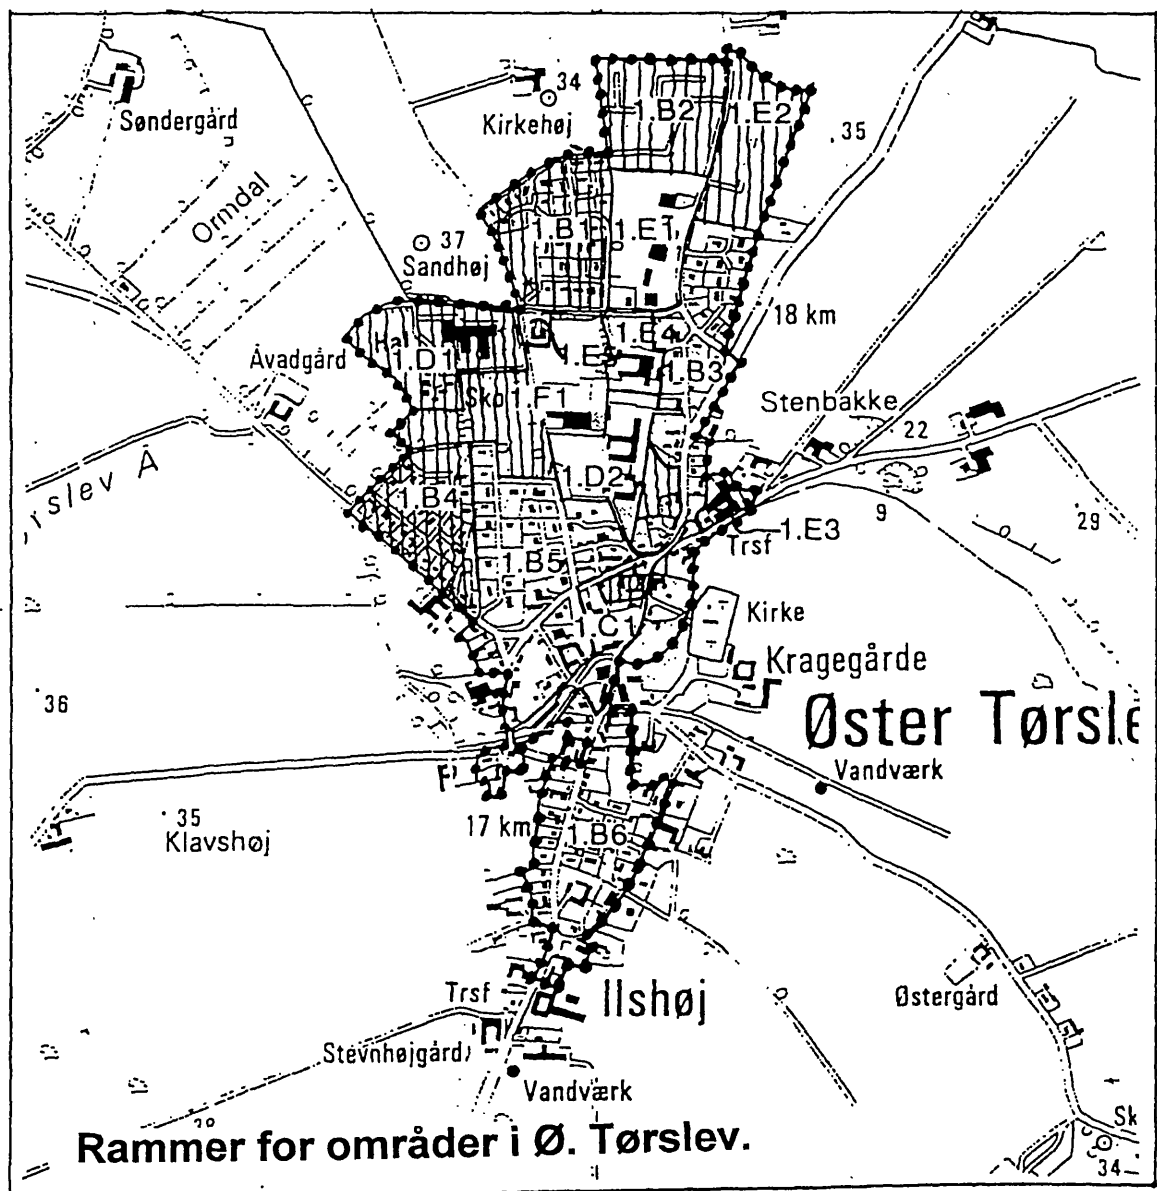 34
Søndergård
Kirkehøj
1.B2
1.E2
35
Ormdal
1.B1
1.E1
37
Sandhøj
18 km
1.E4
Hal
1.D1
Åvadgård
1.B3
Sko
1.F1
Stenbakke
22
1.B4
1.D2
9
29
1.E3
Trsf
1.B5
1.C1
Kirke
Kragegårde
36
Øster Tørsle
Vandværk
35
Klavshøj
17 km
1.B6
Trsf
Ilshøj
Østergård
Stevnhøjgård
Vandværk
Sk
34
Rammer for områder i Ø. Tørslev.